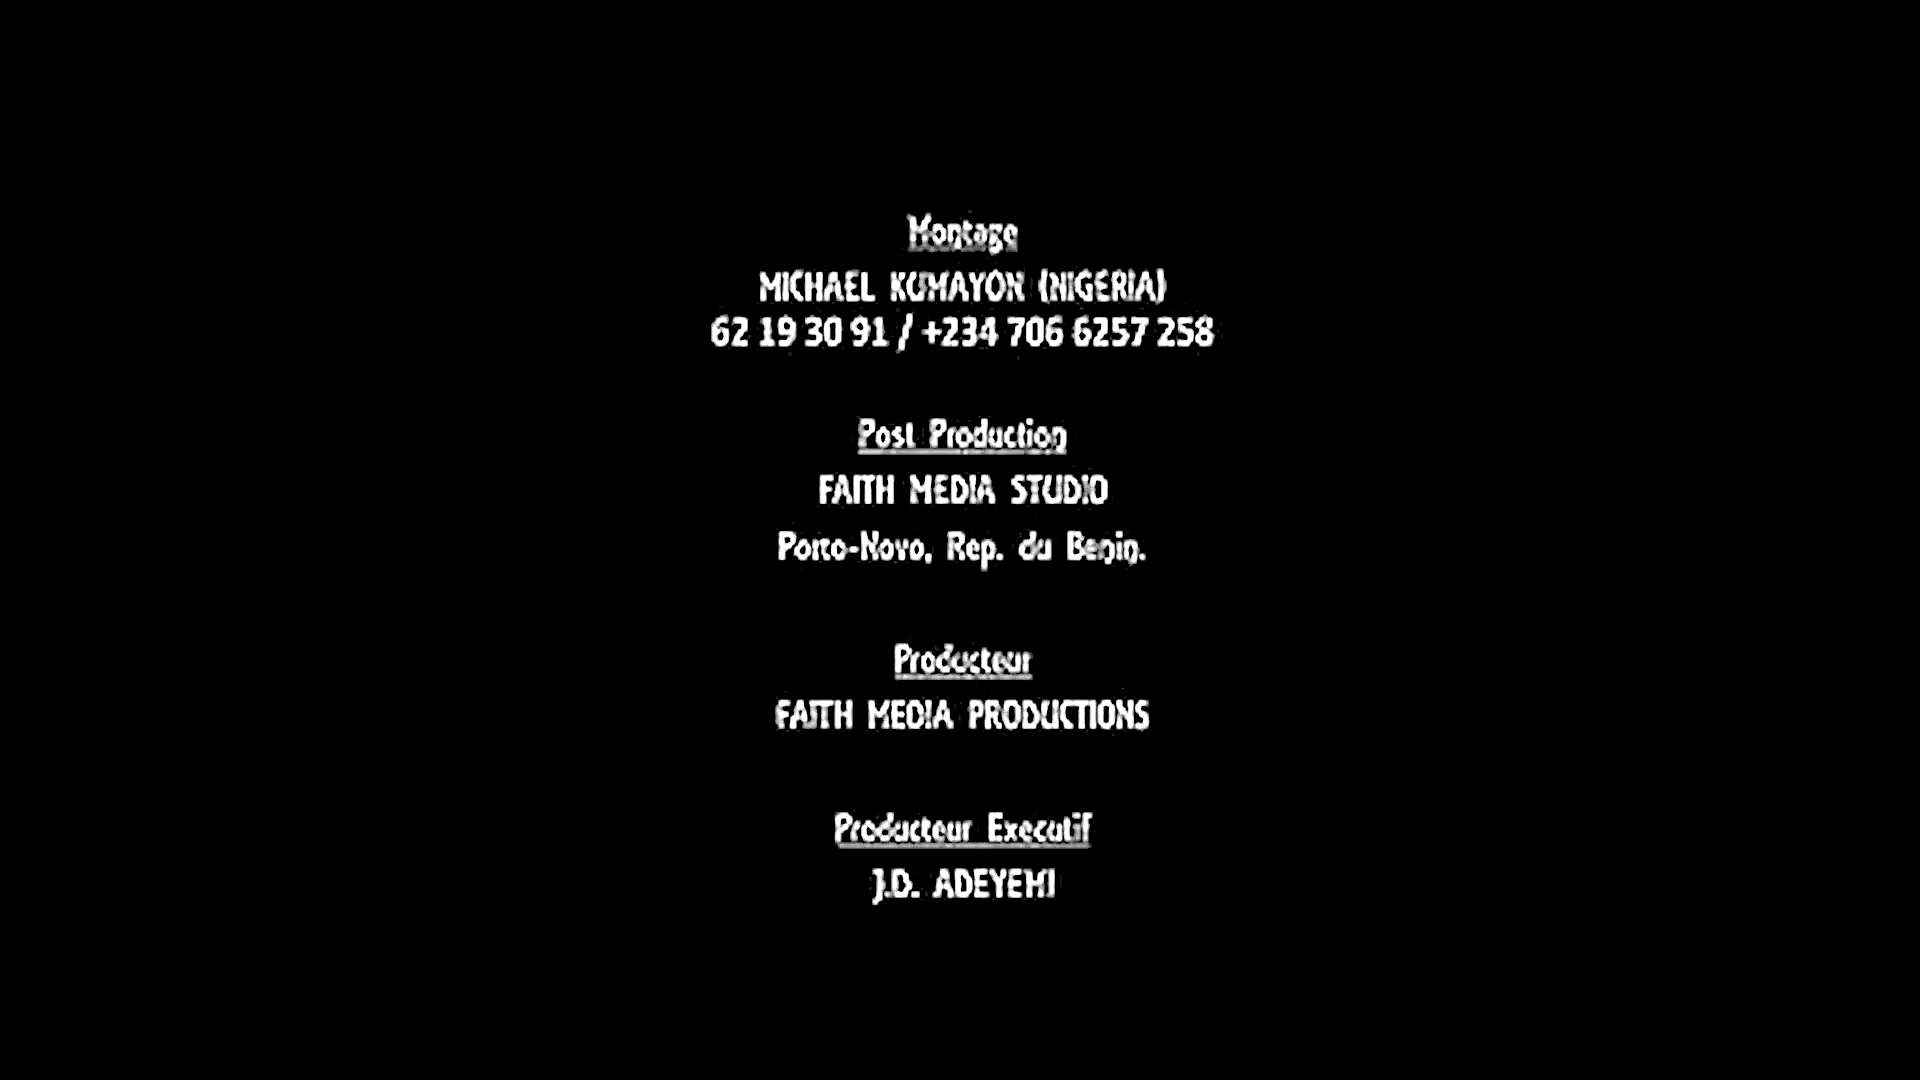 Montage
MICHAEL KUMAYON (NIGERIA)
62 19 30 91 / +234 706 6257 258
Post Production
FAITH MEDIA STUDIO
Porto-Novo, Rep. du Benin.
Producteur
FAITH MEDIA PRODUCTIONS
Producteur Executif
J.D. ADEYEMI